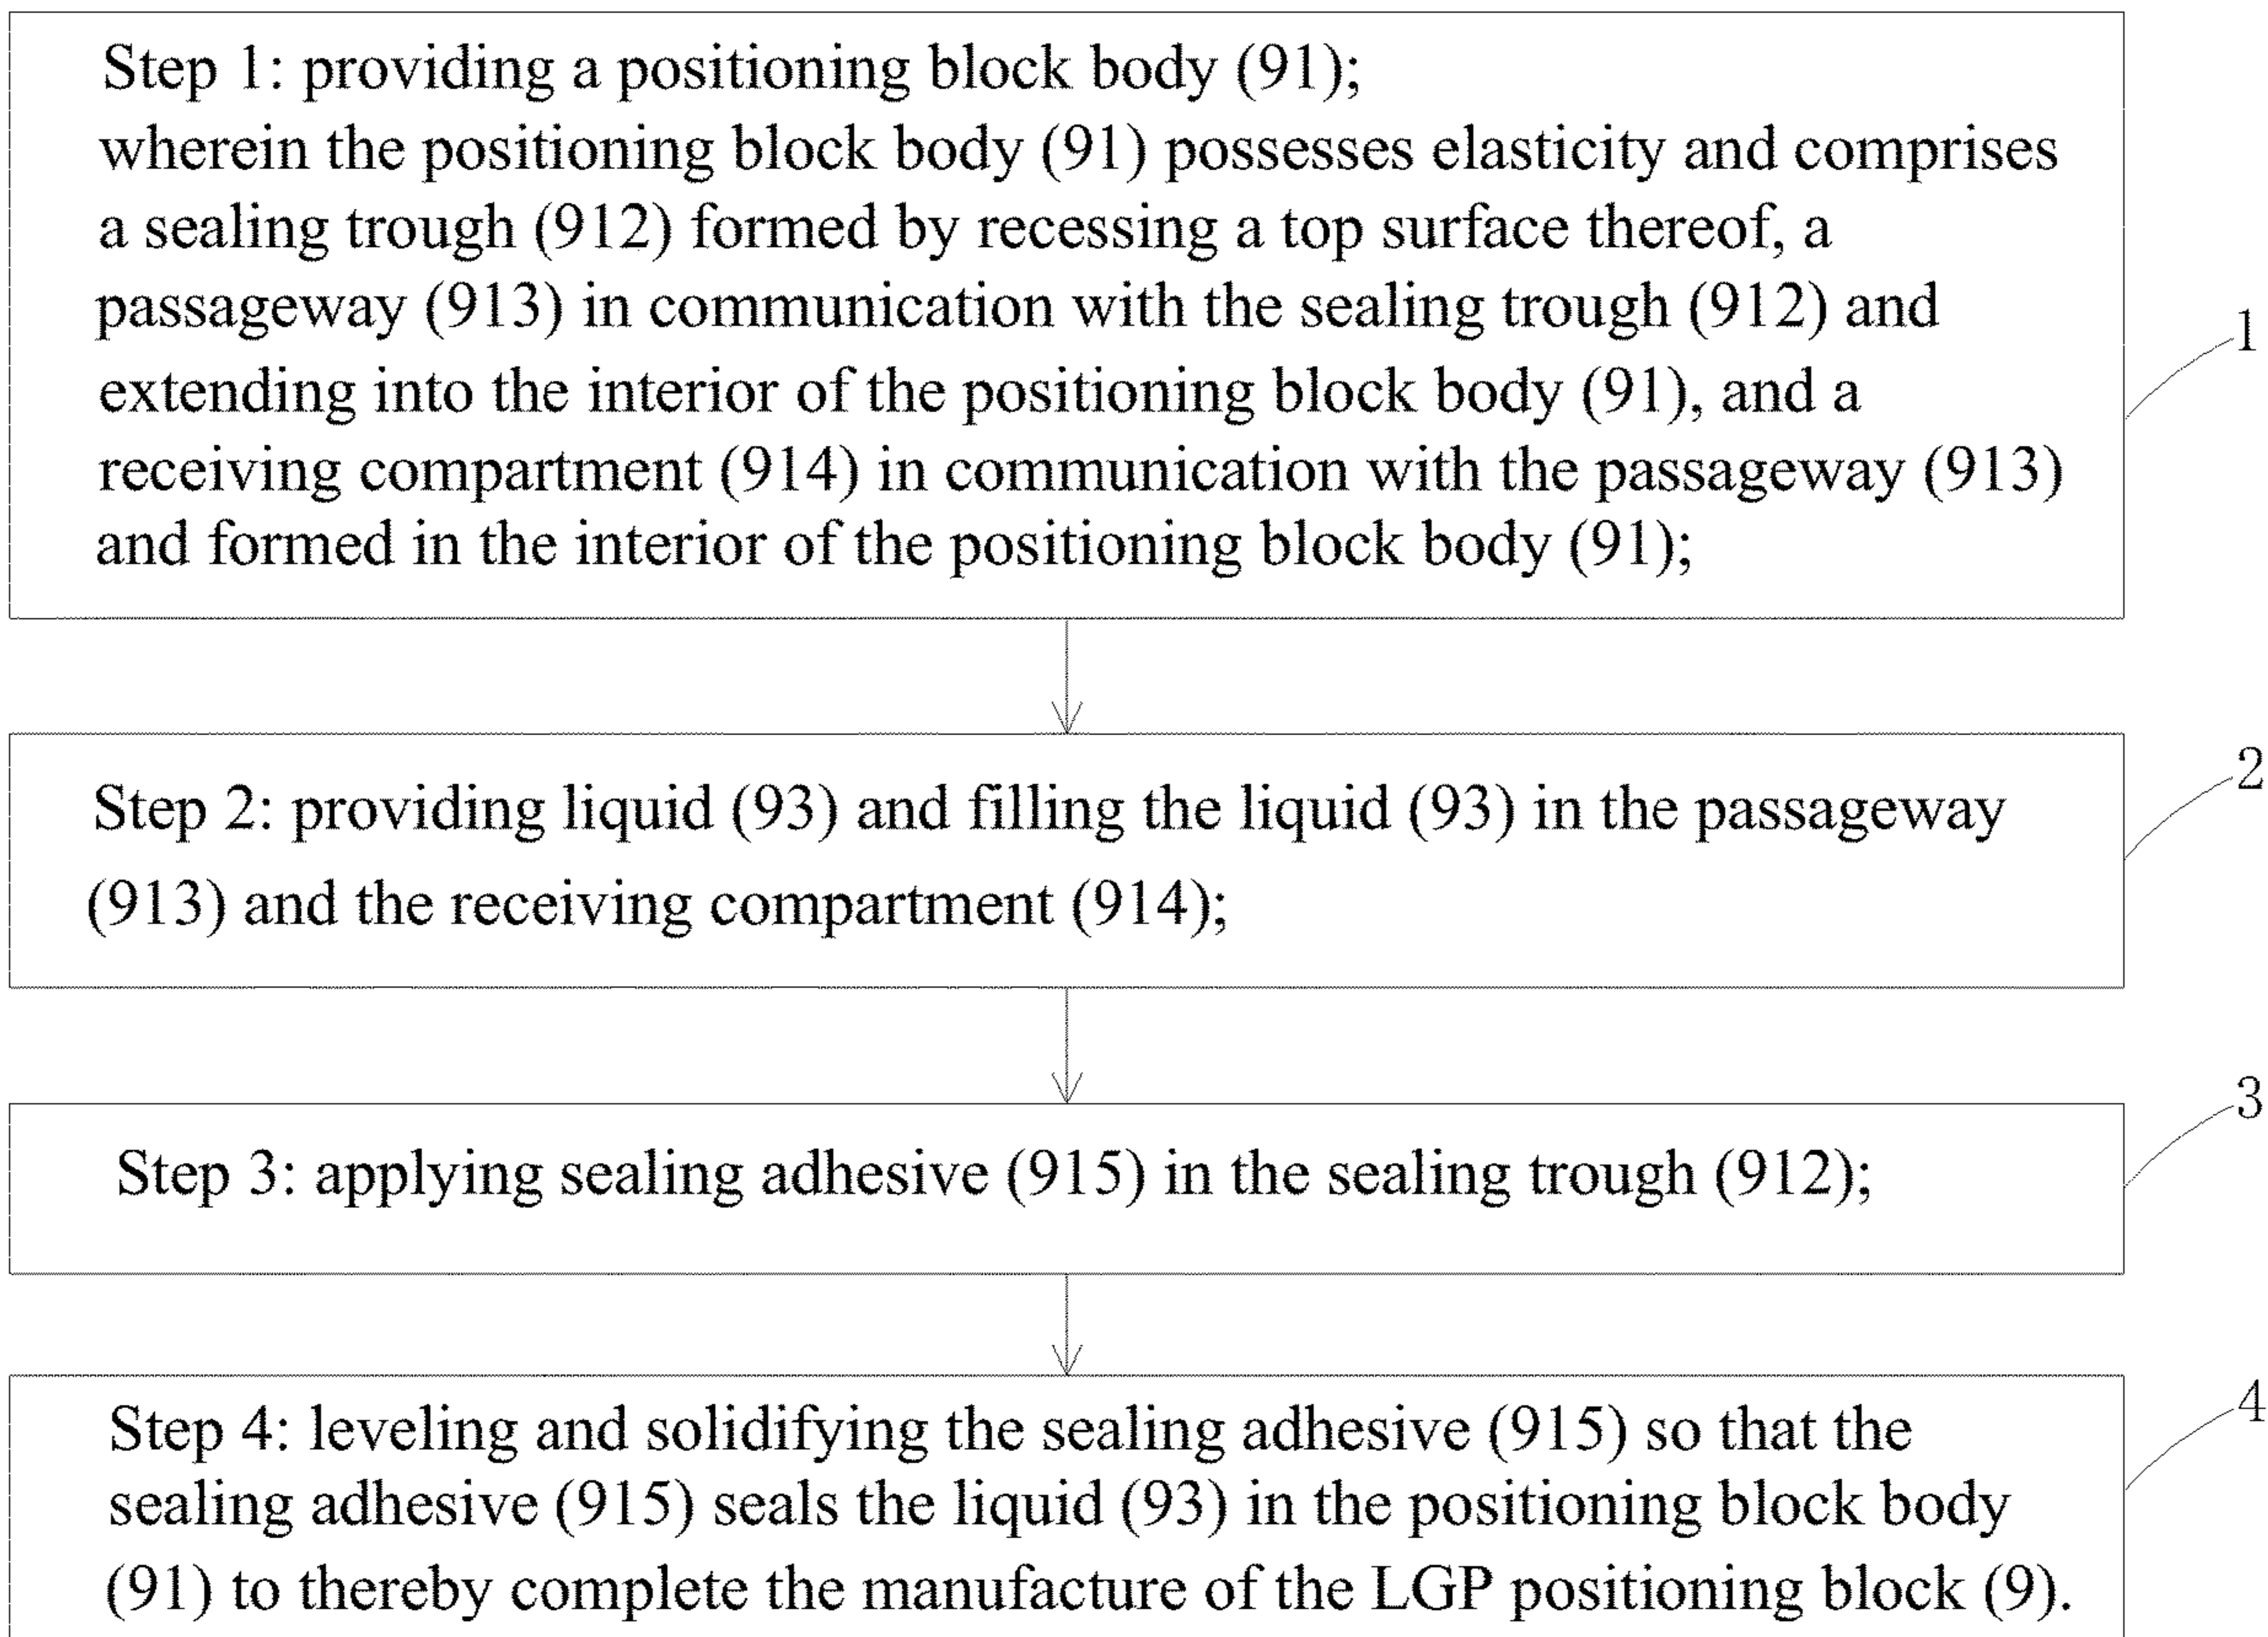 Step 1: providing a positioning block body (91);
wherein the positioning block body (91) possesses elasticity and comprises
a sealing trough (912) formed by recessing a top surface thereof, a
passageway (913) in communication with the sealing trough (912) and
extending into the interior of the positioning block body (91), and a
receiving compartment (914) in communication with the passageway (913)
and formed in the interior of the positioning block body (91);
1
Step 2: providing liquid (93) and filling the liquid (93) in the passageway
(913) and the receiving compartment (914);
2
Step 3: applying sealing adhesive (915) in the sealing trough (912);
3
Step 4: leveling and solidifying the sealing adhesive (915) so that the
sealing adhesive (915) seals the liquid (93) in the positioning block body
(91) to thereby complete the manufacture of the LGP positioning block (9).
4